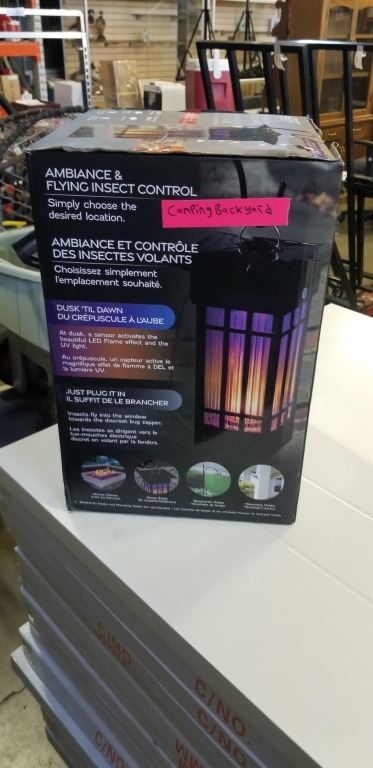 AMBIANCE &
FLYING INSECT CONTROL
Simply choose the
desired location.
Camping Backyard
AMBIANCE ET CONTRÔLE
DES INSECTES VOLANTS
Choisissez simplement
l'emplacement souhaité.
DUSK 'TIL DAWN
DU CRÉPUSCULE À L'AUBE
At dusk, a sensor activates the
beautiful LED Flame effect and the
UV light.
Au crépuscule, un capteur active le
magnifique effet de flamme à DEL et
la lumière UV.
JUST PLUG IT IN
IL SUFFIT DE LE BRANCHER
Insects fly into the window
towards the discreet bug zapper.
Les insectes se dirigent vers le
tue-mouches électrique
discret en volant par la fenêtre.
C/NO.
C/NO.
C/NO.